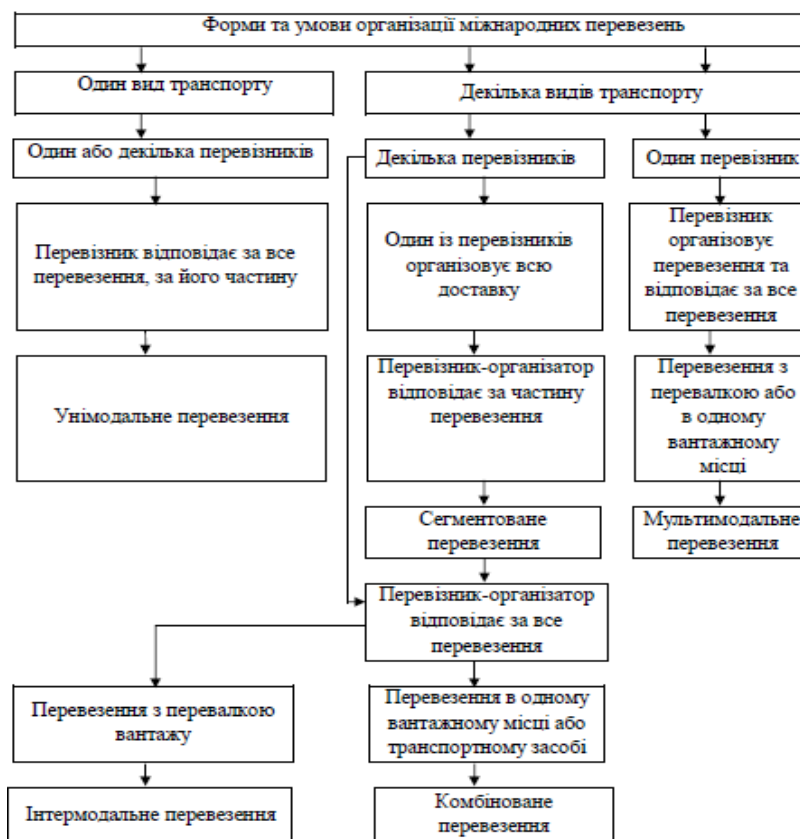 Форми та умови організації міжнародних перевезень
Один вид транспорту
Декілька видів транспорту
Один або декілька перевізників
Декілька перевізників
Один перевізник
Перевізник відповідає за все
перевезення, за його частину
Один із перевізників
організовує всю
доставку
Перевізник
організовує
перевезення та
відповідає за все
перевезення
Унімодальне перевезення
Перевізник-організатор
відповідає за частину
перевезення
Перевезення з
перевалкою або
в одному
вантажному
місці
Сегментоване
перевезення
Мультимодальне
перевезення
Перевізник-організатор
відповідає за все
перевезення
Перевезення з перевалкою
вантажу
Перевезення в одному
вантажному місці або
транспортному засобі
Інтермодальне перевезення
Комбіноване
перевезення